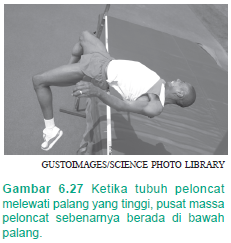 GUSTOIMAGES/SCIENCE PHOTO LIBRARY
Gambar 6.27 Ketika tubuh peloncat
melewati palang yang tinggi, pusat massa
peloncat sebenarnya berada di bawah
palang.